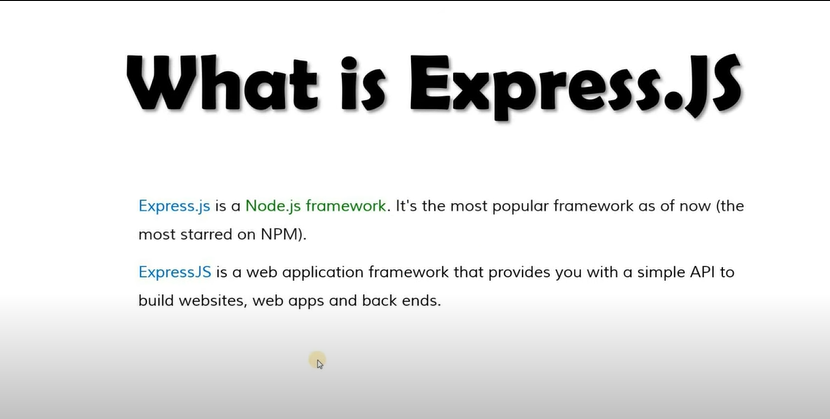 What is Express.JS
Express.js is a Node.js framework. It's the most popular framework as of now (the
most starred on NPM).
ExpressJS is a web application framework that provides you with a simple API to
build websites, web apps and back ends.